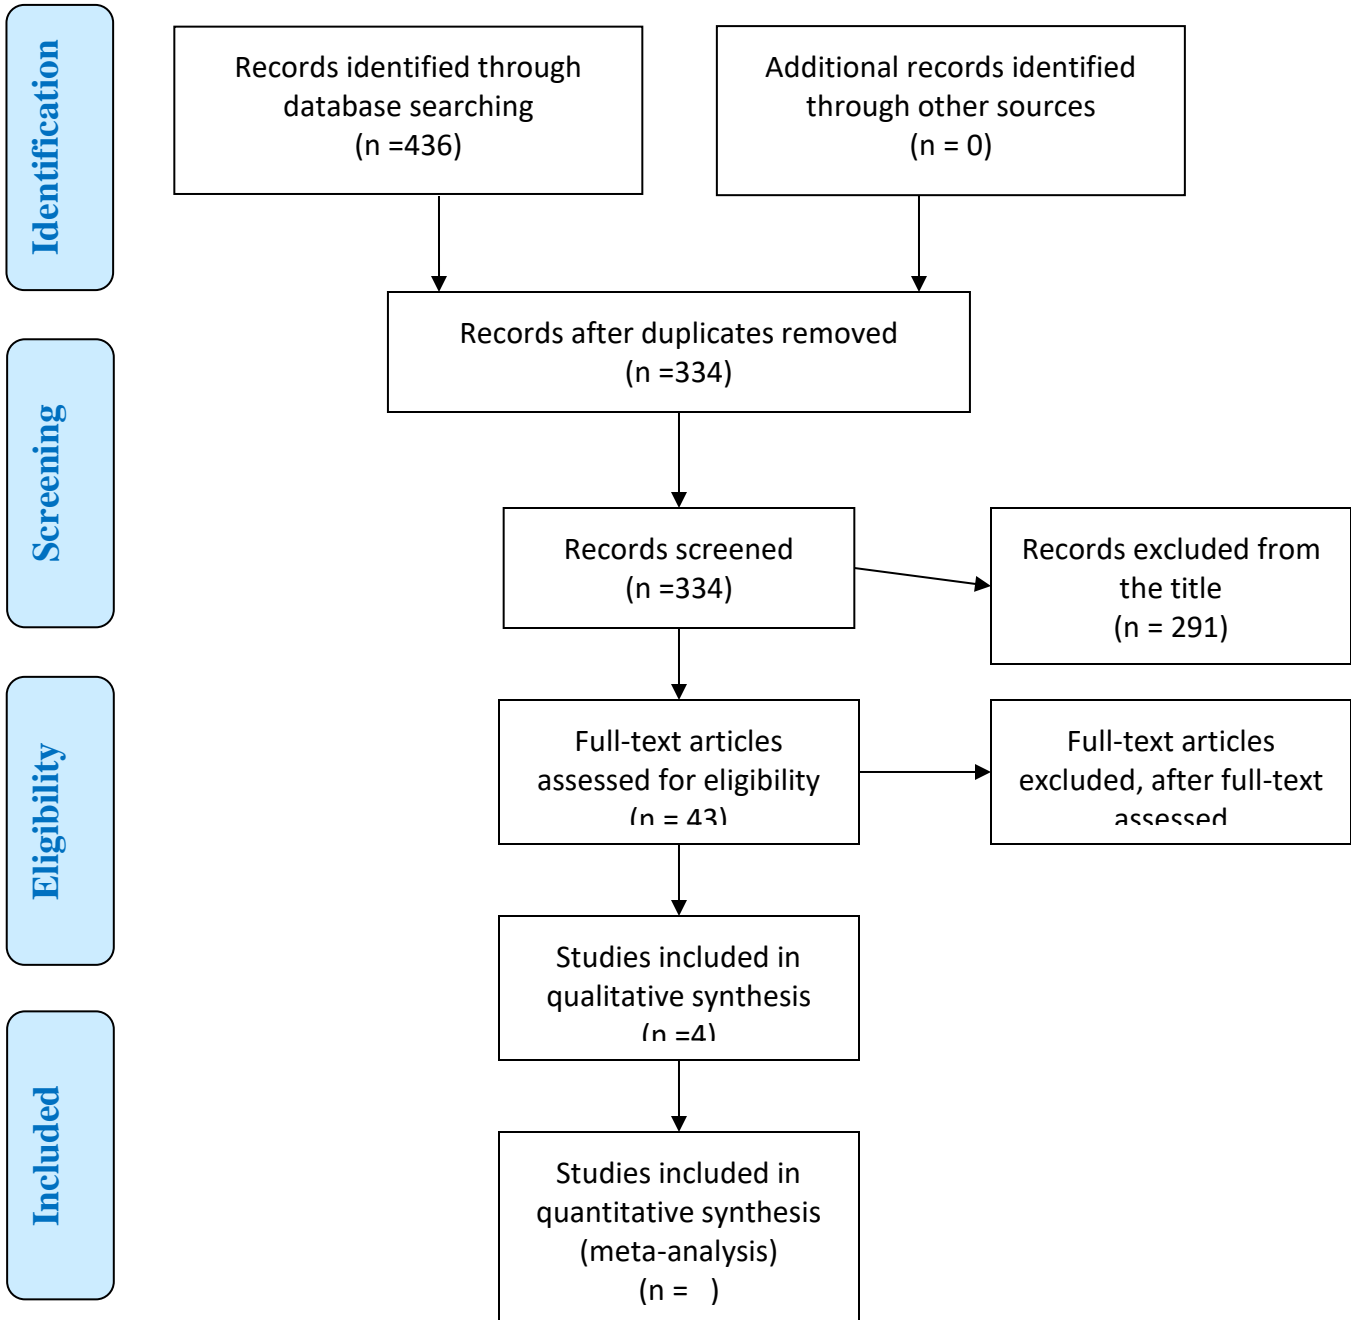 Identification
Records identified through
database searching
(n =436)
Additional records identified
through other sources
(n = 0)
Records after duplicates removed
(n =334)
Screening
Records screened
(n =334)
Records excluded from
the title
(n = 291)
Eligibility
Full-text articles
assessed for eligibility
(n = 43)
Full-text articles
excluded, after full-text
assessed
Studies included in
qualitative synthesis
(n =4)
Included
Studies included in
quantitative synthesis
(meta-analysis)
(n =   )